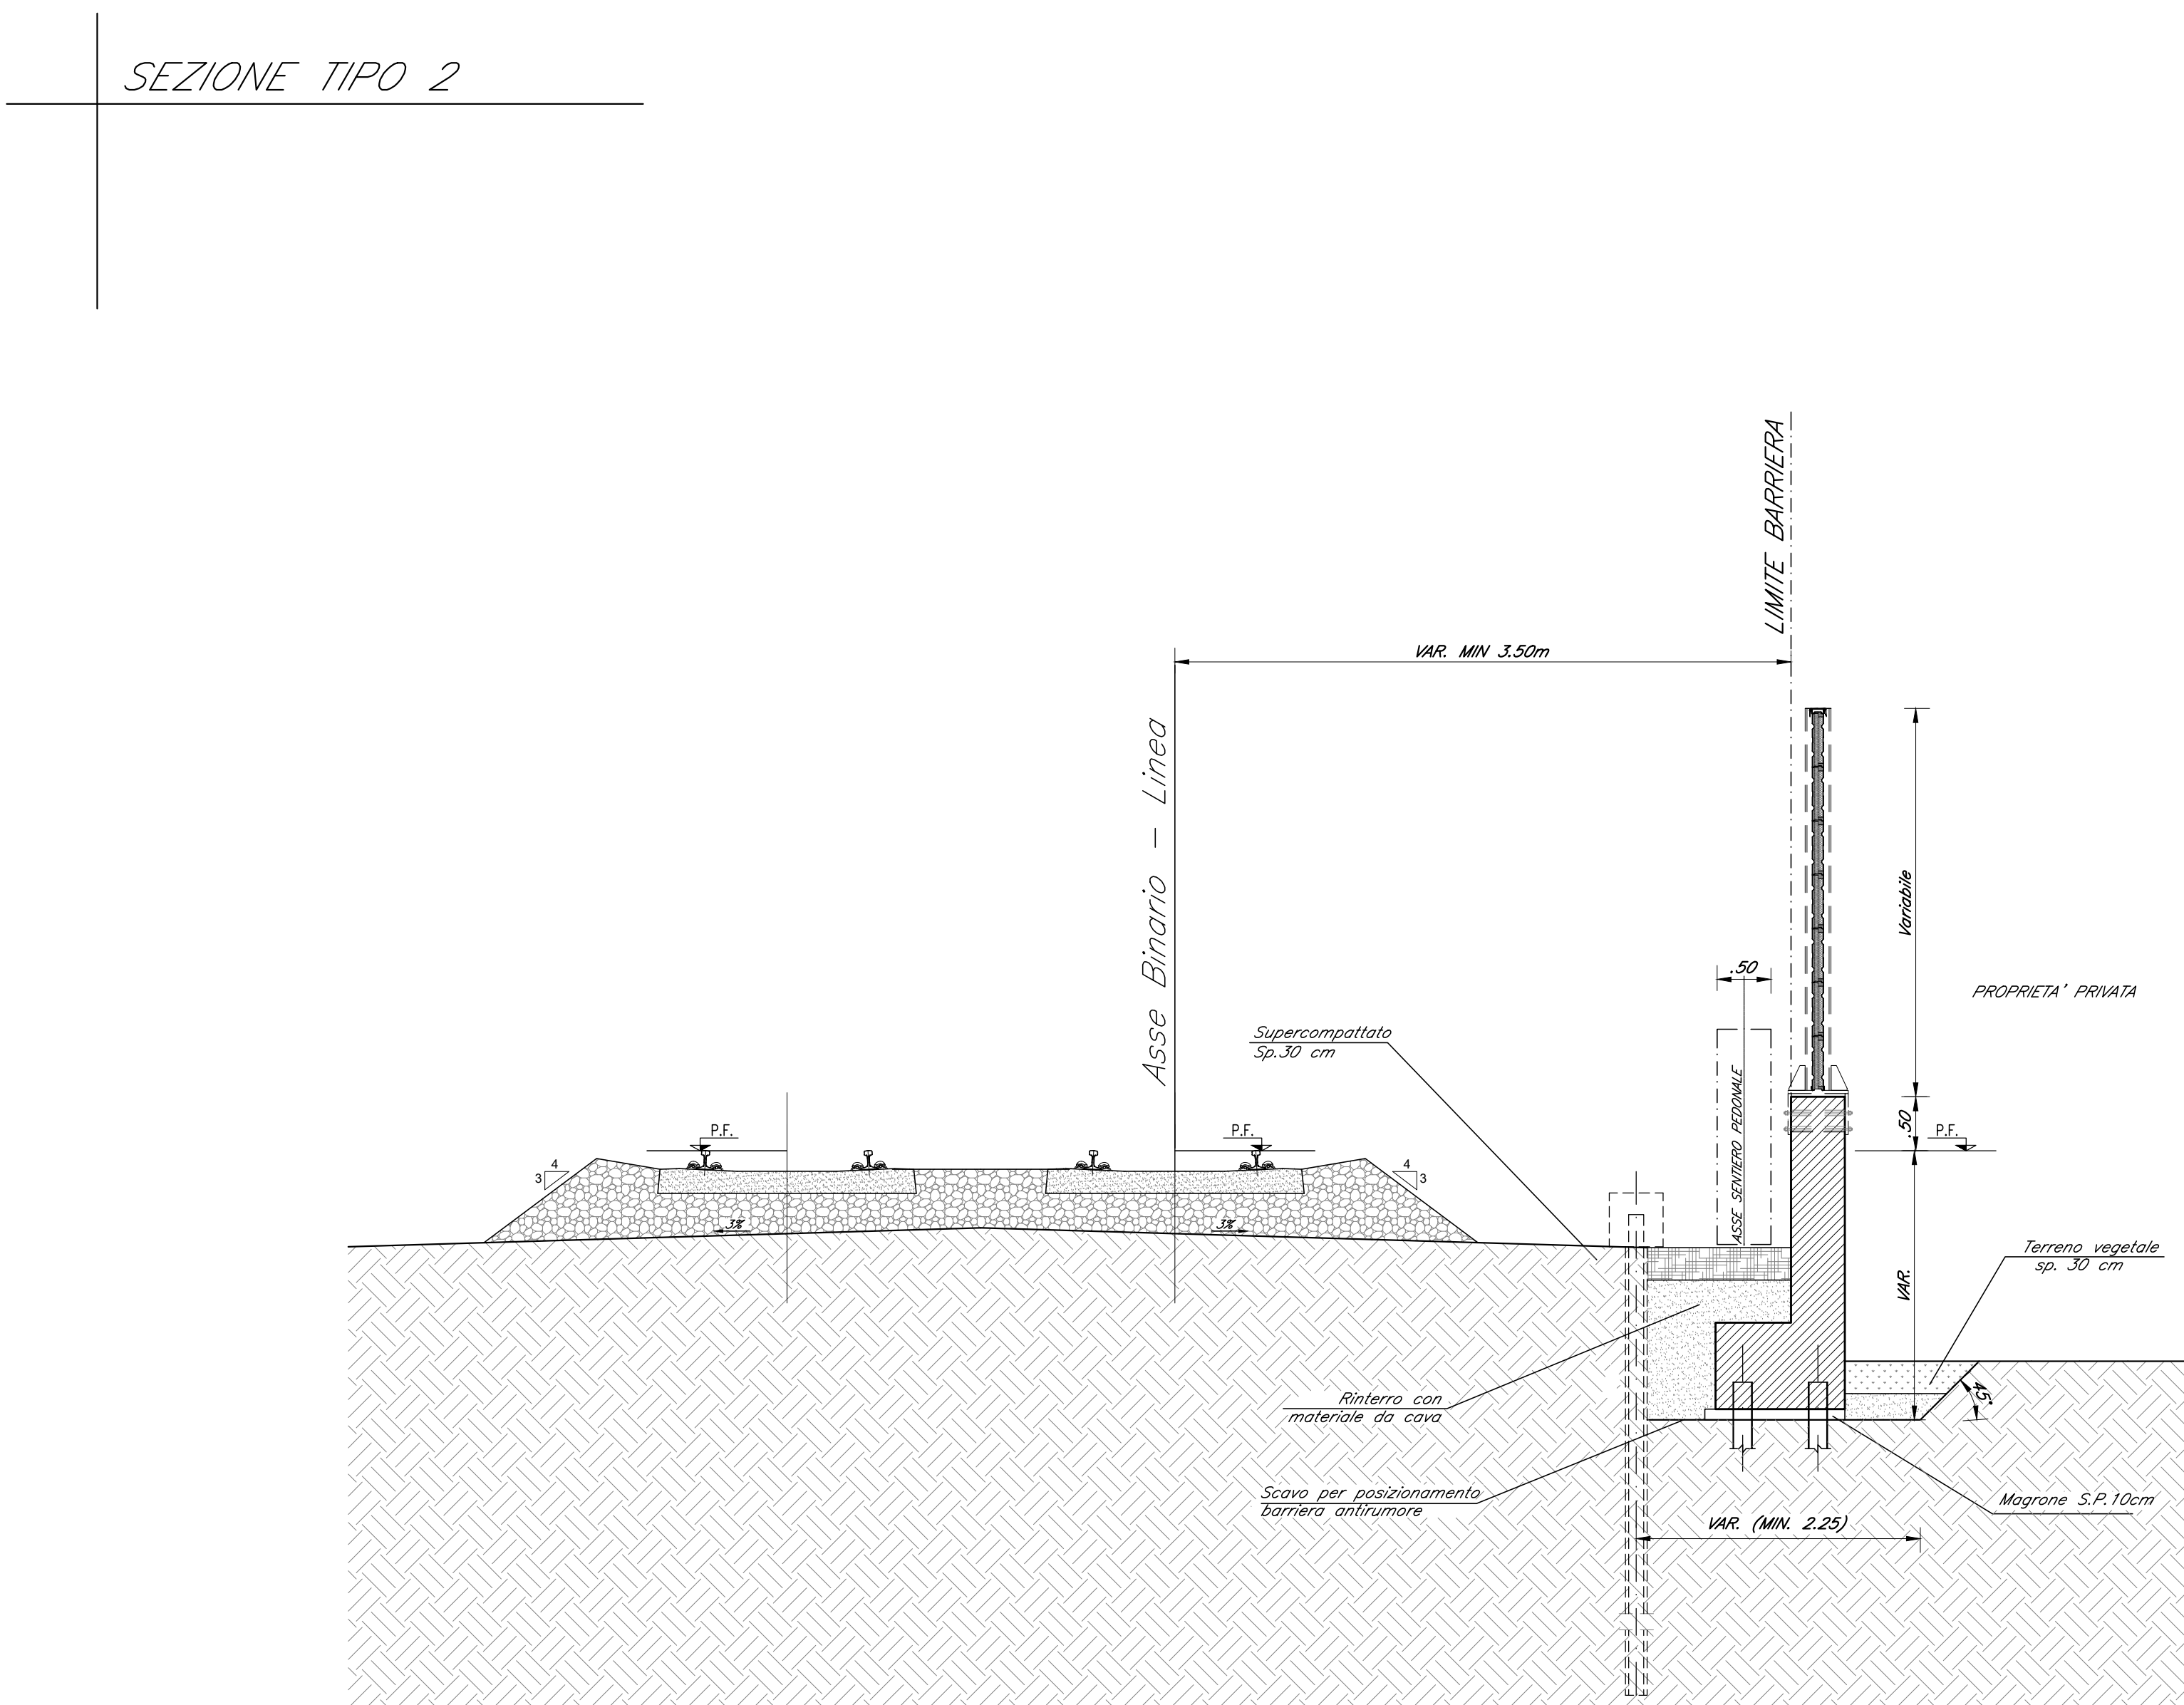 SEZIONE TIPO 2
LIMITE BARRIERA
VAR. MIN 3.50m
Asse Binario - Linea
Variabile
.50
PROPRIETA' PRIVATA
Supercompattato
Sp.30 cm
ASSE SENTIERO PEDONALE
.50
P.F.
P.F.
P.F.
4
3
4
3
3%
3%
VAR.
Terreno vegetale
sp. 30 cm
45°
Rinterro con
materiale da cava
Scavo per posizionamento
barriera antirumore
Magrone S.P.10cm
VAR. (MIN. 2.25)